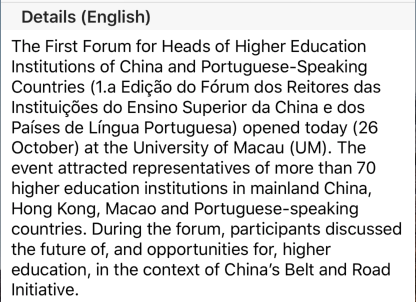 Details (English)
The First Forum for Heads of Higher Education
Institutions of China and Portuguese-Speaking
Countries (1.a Edição do Fórum dos Reitores das
Instituições do Ensino Superior da China e dos
Países de Língua Portuguesa) opened today (26
October) at the University of Macau (UM). The
event attracted representatives of more than 70
higher education institutions in mainland China,
Hong Kong, Macao and Portuguese-speaking
countries. During the forum, participants discussed
the future of, and opportunities for, higher
education, in the context of China’s Belt and Road
Initiative.